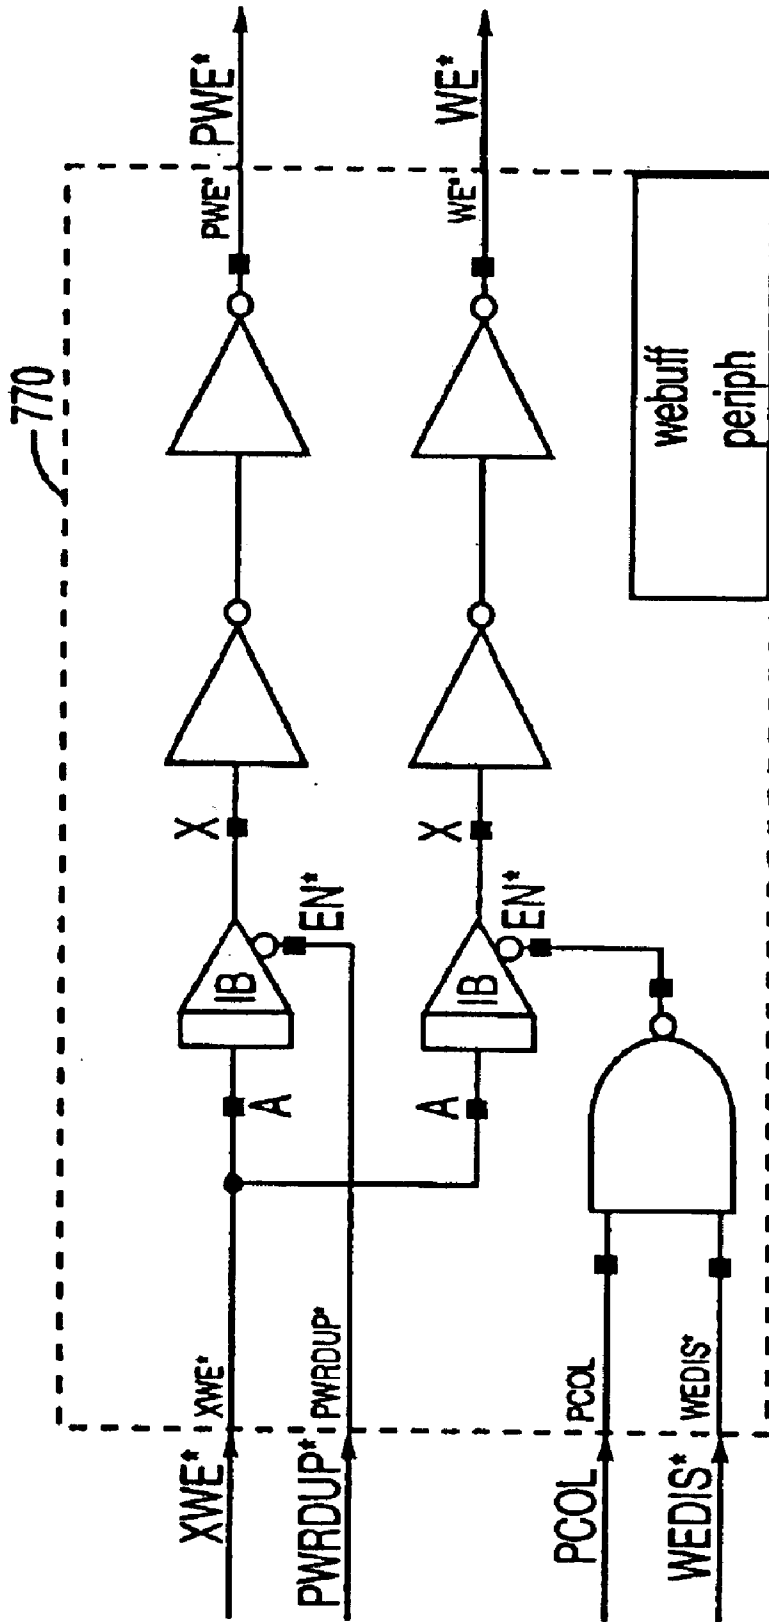 770
XWE*
XWE*
A
IB
X
PWE*
PWE*
EN*
PWRDUP*
PWRDUP*
A
IB
X
WE*
WE*
EN*
PCOL
PCOL
WEDIS*
WEDIS*
webuff
periph